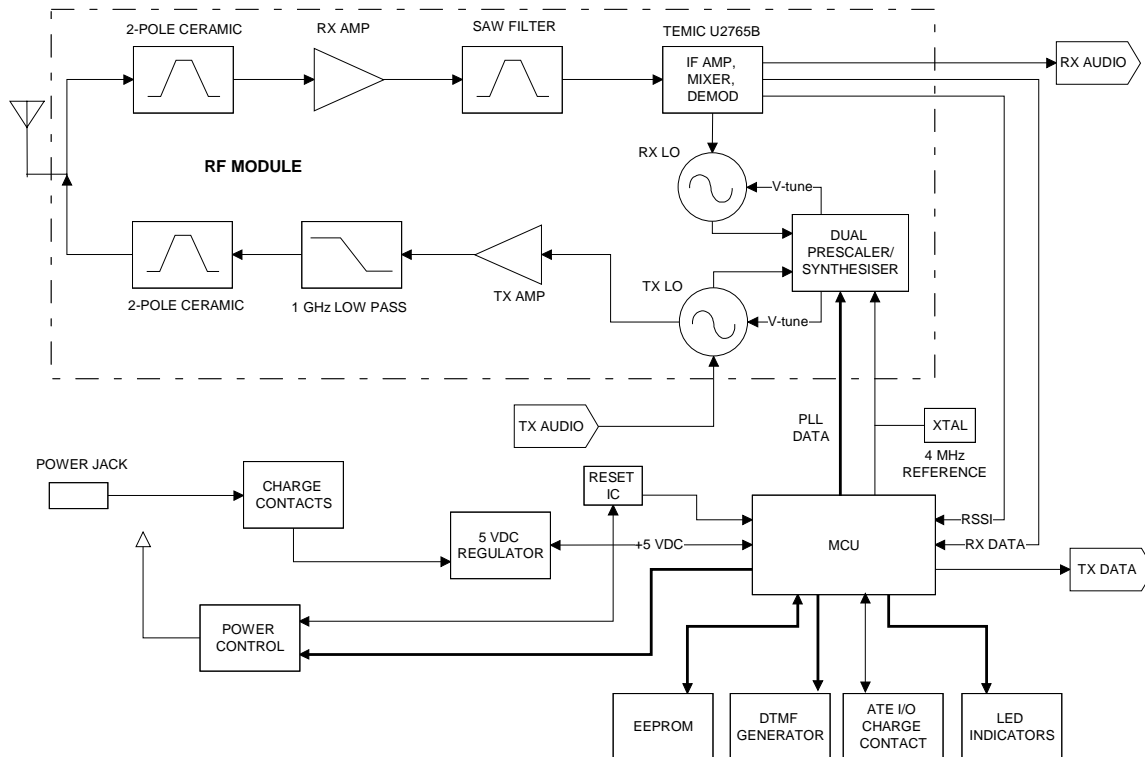 2-POLE CERAMIC
RX AMP
SAW FILTER
TEMIC U2765B
IF AMP,
MIXER,
DEMOD
RX AUDIO
RF MODULE
RX LO
V-tune
DUAL
PRESCALER/
SYNTHESISER
2-POLE CERAMIC
1 GHz LOW PASS
TX AMP
TX LO
V-tune
TX AUDIO
PLL
DATA
XTAL
4 MHz
REFERENCE
POWER JACK
CHARGE
CONTACTS
RESET
IC
5 VDC
REGULATOR
+5 VDC
MCU
RSSI
RX DATA
TX DATA
POWER
CONTROL
EEPROM
DTMF
GENERATOR
ATE I/O
CHARGE
CONTACT
LED
INDICATORS